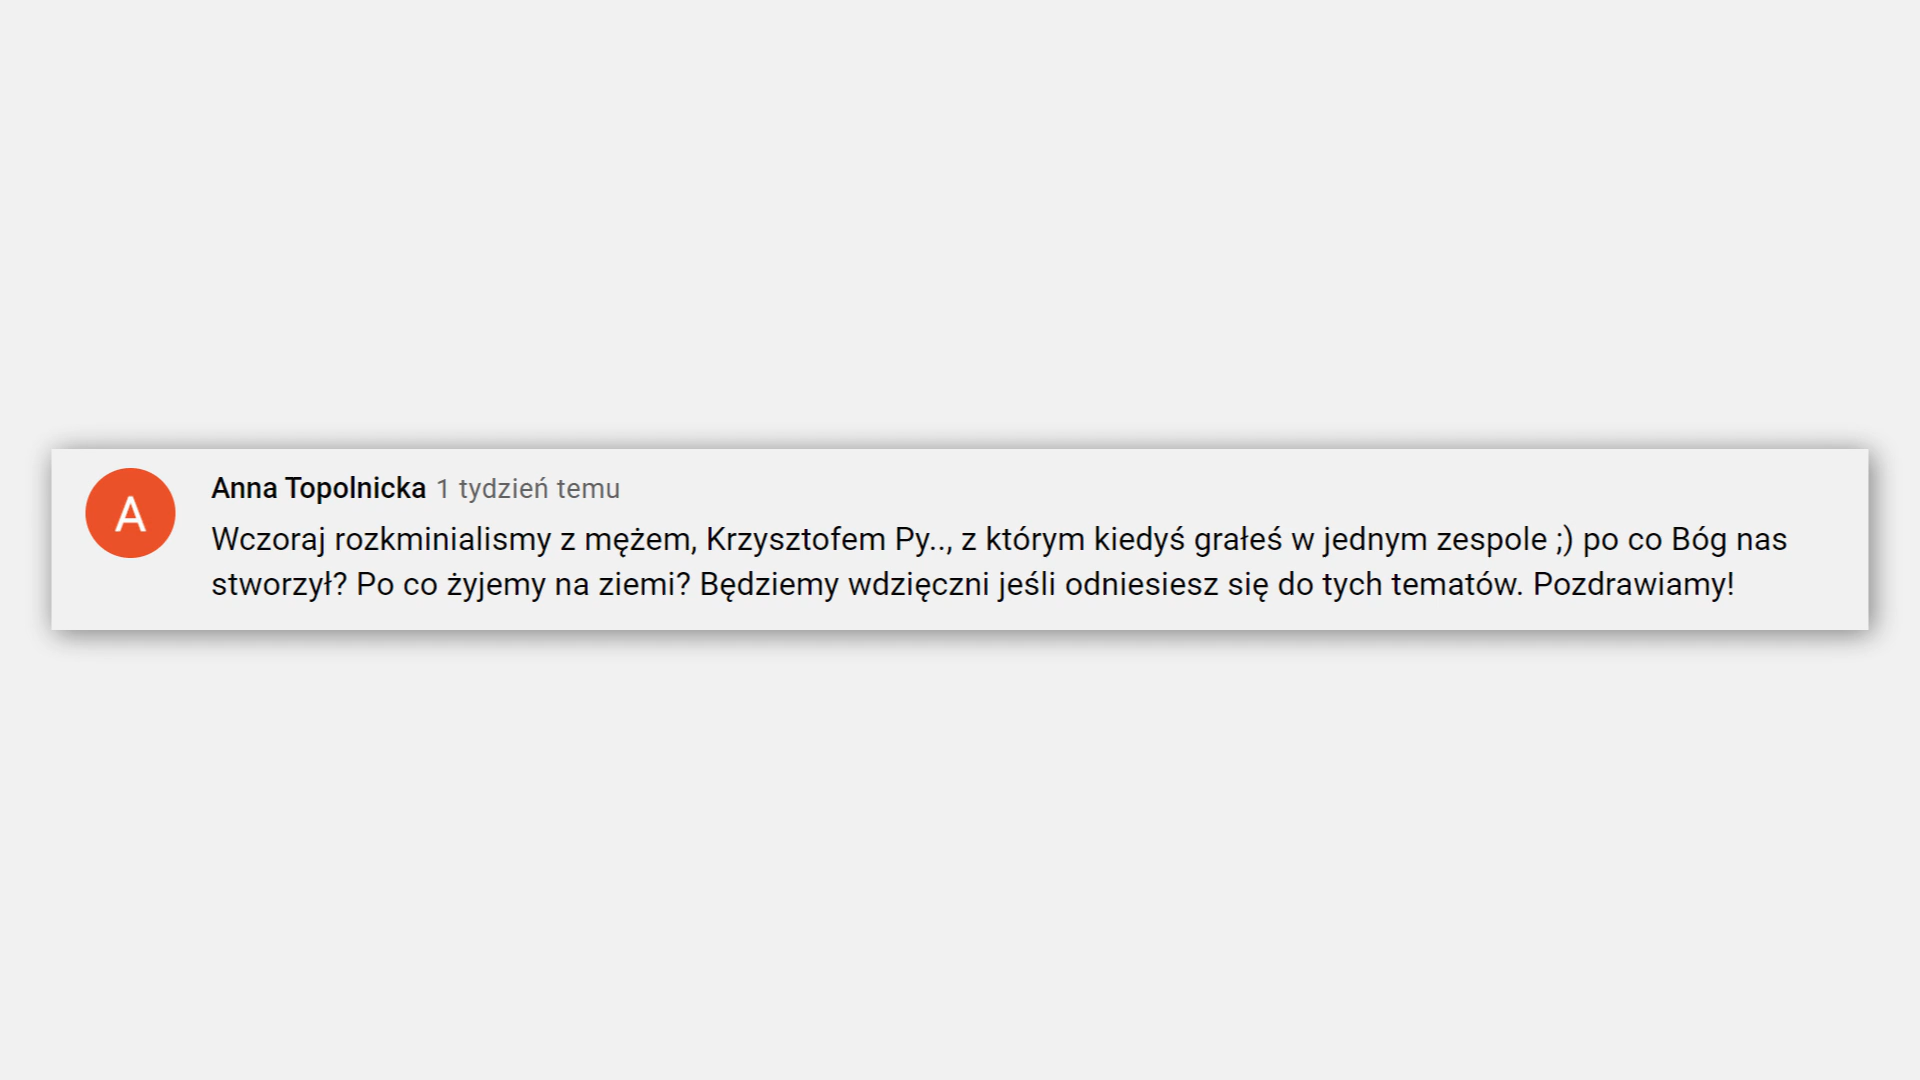 A
Anna Topolnicka 1 tydzień temu
Wczoraj rozkminialismy z mężem, Krzysztofem Py.., z którym kiedyś grałeś w jednym zespole ;) po co Bóg nas
stworzył? Po co żyjemy na ziemi? Będziemy wdzięczni jeśli odniesiesz się do tych tematów. Pozdrawiamy!